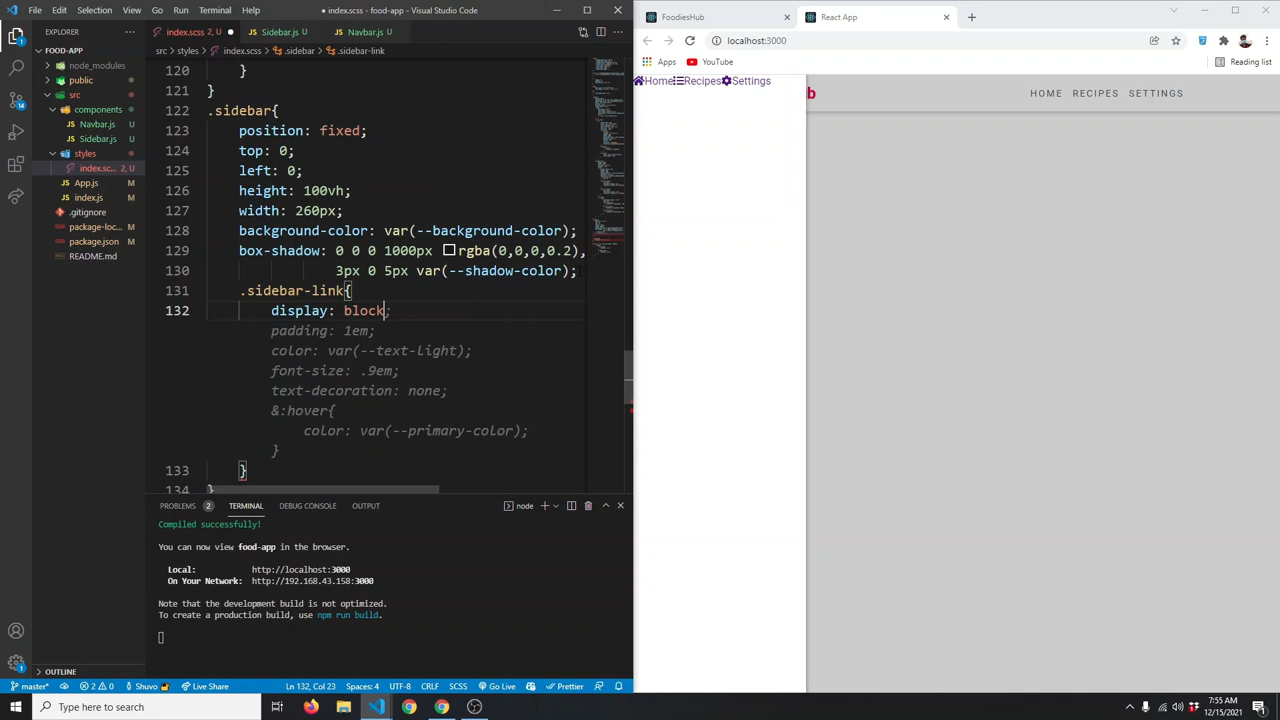 File Edit Selection View Go Run Terminal Help
● index.scss - food-app - Visual Studio Code
EXPLORER
FOOD-APP
node_modules
public
src
components
Navbar.js U
Sidebar.js U
styles
index.sc... 2, U
App.js M
index.js M
.gitignore
package-loc... M
package.json M
README.md
OUTLINE
index.scss 2, U
Sidebar.js U
Navbar.js U
src > styles > index.scss > .sidebar > .sidebar-link
120 }
121 }
122 .sidebar{
123 position: fixed;
124 top: 0;
125 left: 0;
126 height: 100vh;
127 width: 260px;
128 background-color: var(--background-color);
129 box-shadow: 0 0 0 1000px rgba(0,0,0,0.2),
130 3px 0 5px var(--shadow-color);
131 .sidebar-link{
132 display: block;
padding: 1em;
color: var(--text-light);
font-size: .9em;
text-decoration: none;
&:hover{
color: var(--primary-color);
}
133 }
134 }
PROBLEMS 2 TERMINAL DEBUG CONSOLE OUTPUT
node
Compiled successfully!
You can now view food-app in the browser.
Local: http://localhost:3000
On Your Network: http://192.168.43.158:3000
Note that the development build is not optimized.
To create a production build, use npm run build.
master* 2 0 Shuvo Live Share
Ln 132, Col 23 Spaces: 4 UTF-8 CRLF SCSS Go Live Prettier
FoodiesHub
React App
localhost:3000
Apps YouTube
Reading list
Home Recipes Settings
b
HOME RECIPES SETTINGS
Type here to search
7:55 AM
12/15/2021
1